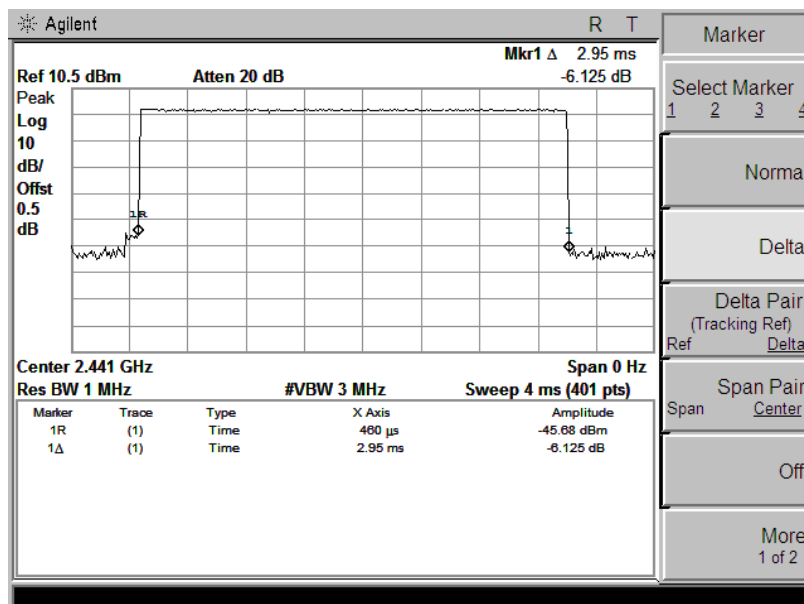 Agilent R T
Mkr1 Δ 2.95 ms
Ref 10.5 dBm Atten 20 dB -6.125 dB
Peak
Log
10
dB/
Offst
0.5
dB
1R
1
Center 2.441 GHz Span 0 Hz
Res BW 1 MHz #VBW 3 MHz Sweep 4 ms (401 pts)
Marker Trace Type X Axis Amplitude
1R (1) Time 460 µs -45.68 dBm
1Δ (1) Time 2.95 ms -6.125 dB
Marker
Select Marker
1 2 3 4
Norma
Delta
Delta Pair
(Tracking Ref)
Ref Delta
Span Pair
Span Center
Off
More
1 of 2